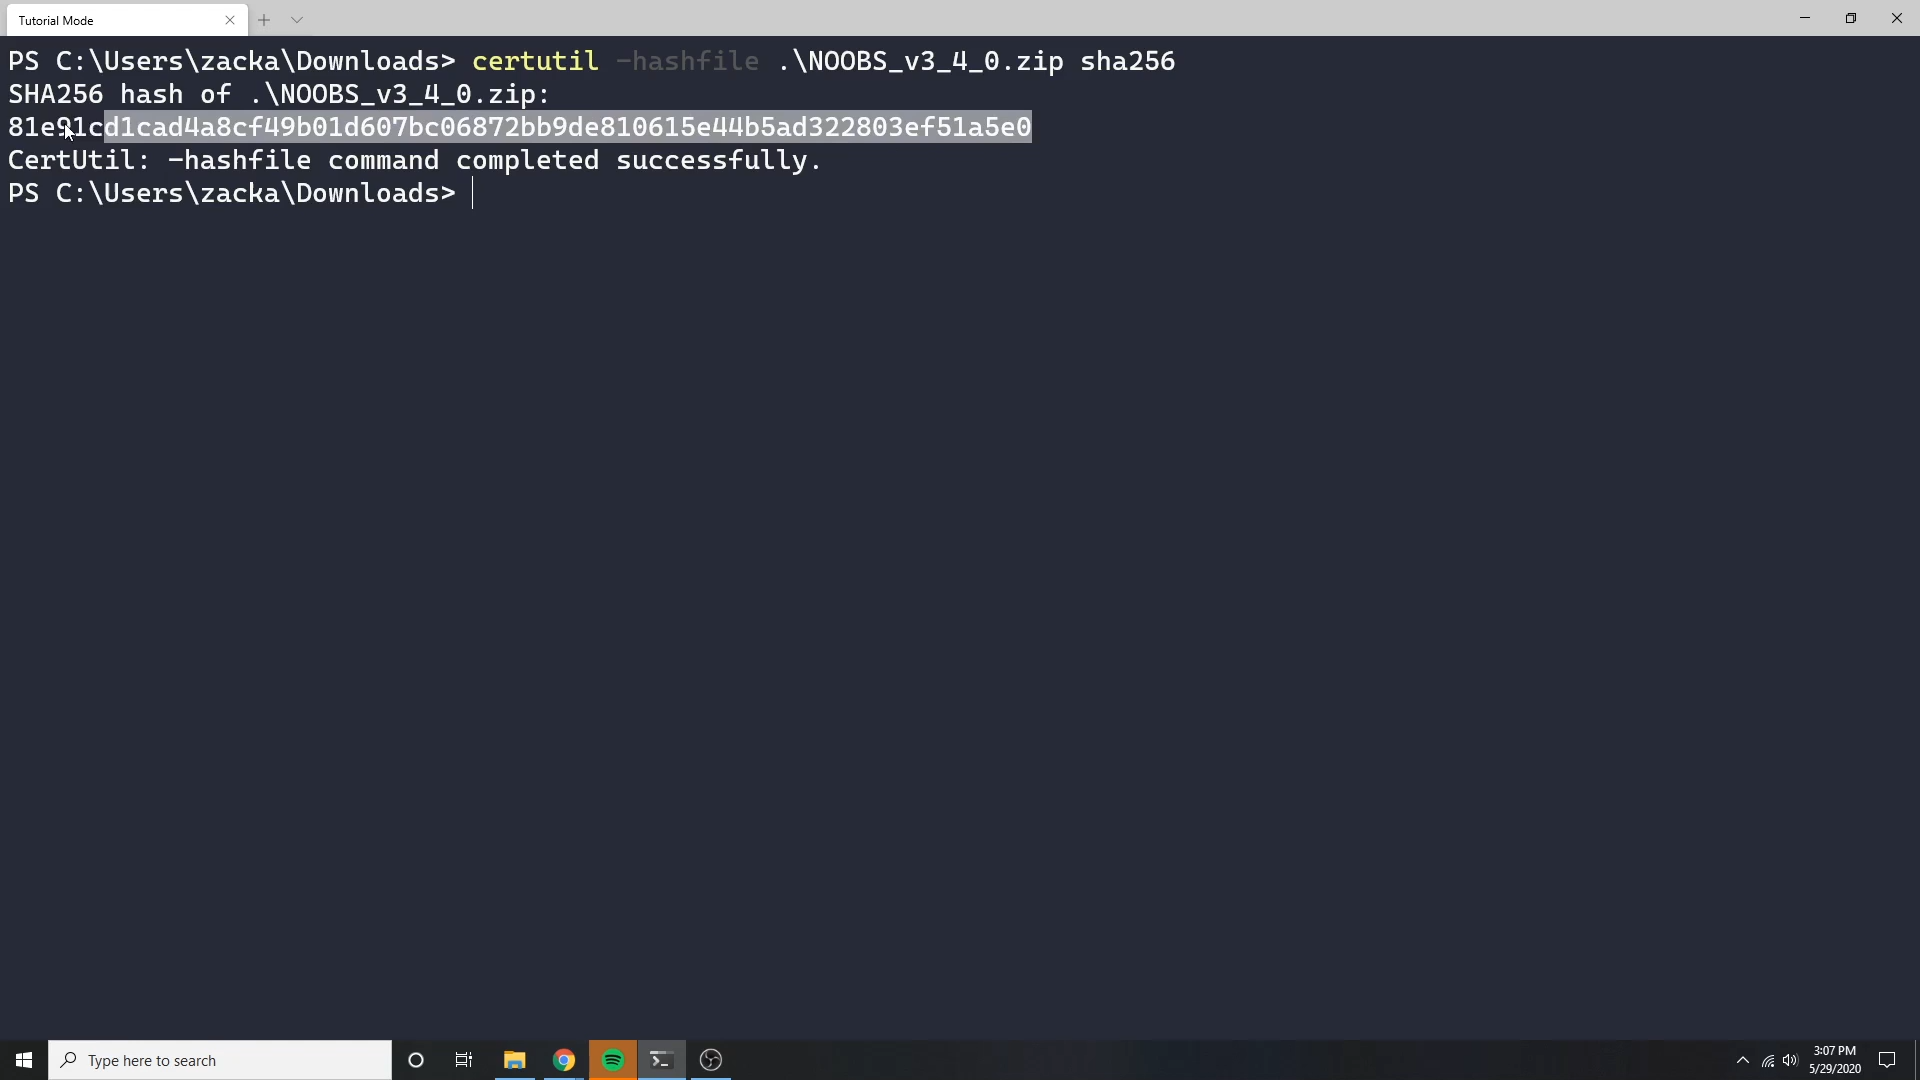 Tutorial Mode
PS C:\Users\zacka\Downloads> certutil -hashfile .\NOOBS_v3_4_0.zip sha256
SHA256 hash of .\NOOBS_v3_4_0.zip:
81e91cd1cad4a8cf49b01d607bc06872bb9de810615e44b5ad322803ef51a5e0
CertUtil: -hashfile command completed successfully.
PS C:\Users\zacka\Downloads>
Type here to search
3:07 PM
5/29/2020